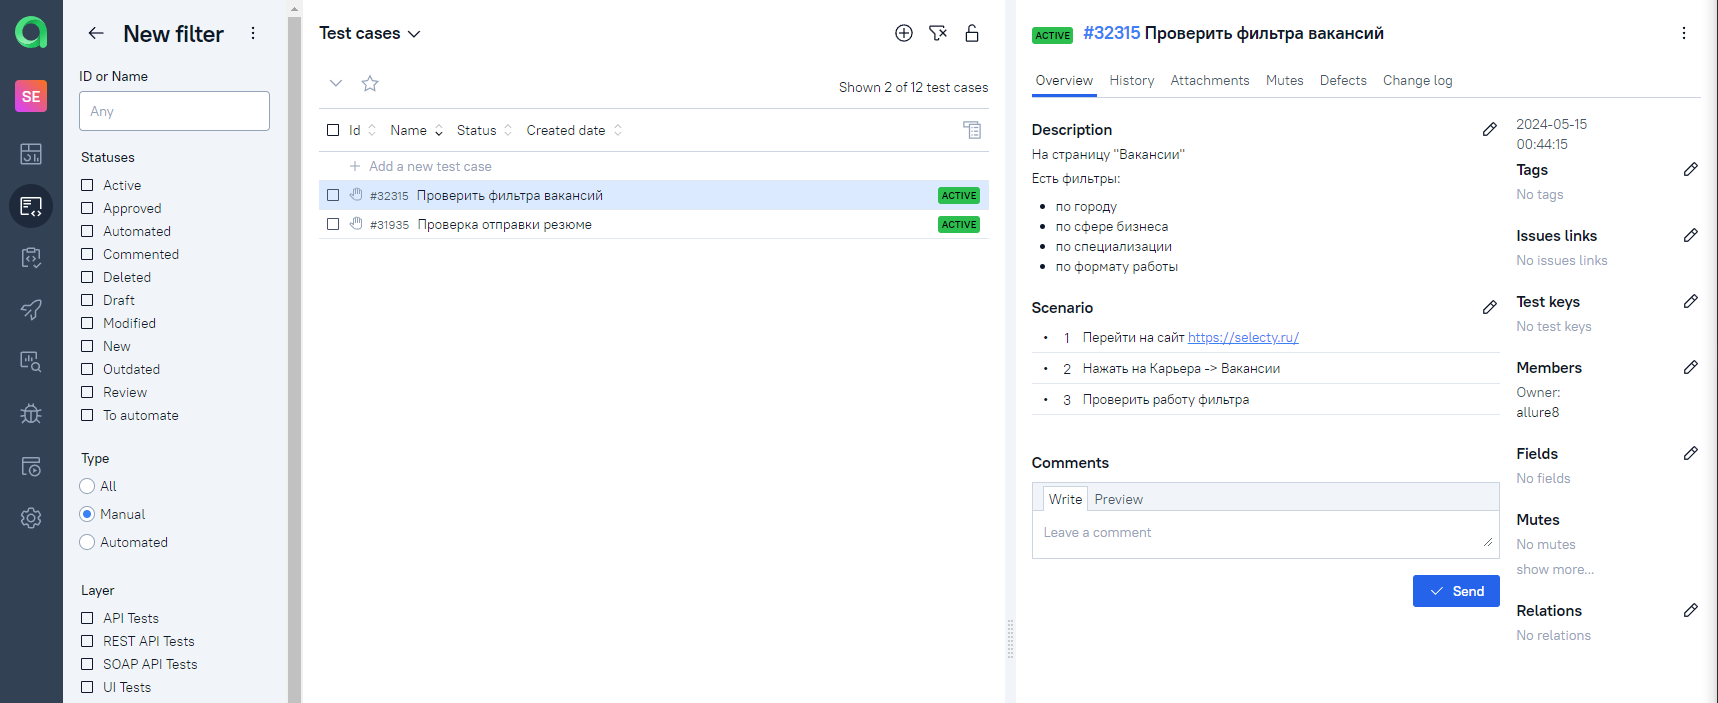 SE
New filter
ID or Name
Any
Statuses
Active
Approved
Automated
Commented
Deleted
Draft
Modified
New
Outdated
Review
To automate
Type
All
Manual
Automated
Layer
API Tests
REST API Tests
SOAP API Tests
UI Tests
Test cases
Shown 2 of 12 test cases
Id Name Status Created date
Add a new test case
#32315 Проверить фильтра вакансий ACTIVE
#31935 Проверка отправки резюме ACTIVE
ACTIVE #32315 Проверить фильтра вакансий
Overview History Attachments Mutes Defects Change log
Description
На страницу "Вакансии"
Есть фильтры:
• по городу
• по сфере бизнеса
• по специализации
• по формату работы
Scenario
• 1 Перейти на сайт https://selecty.ru/
• 2 Нажать на Карьера -> Вакансии
• 3 Проверить работу фильтра
Comments
Write Preview
Leave a comment
Send
2024-05-15
00:44:15
Tags
No tags
Issues links
No issues links
Test keys
No test keys
Members
Owner:
allure8
Fields
No fields
Mutes
No mutes
show more...
Relations
No relations